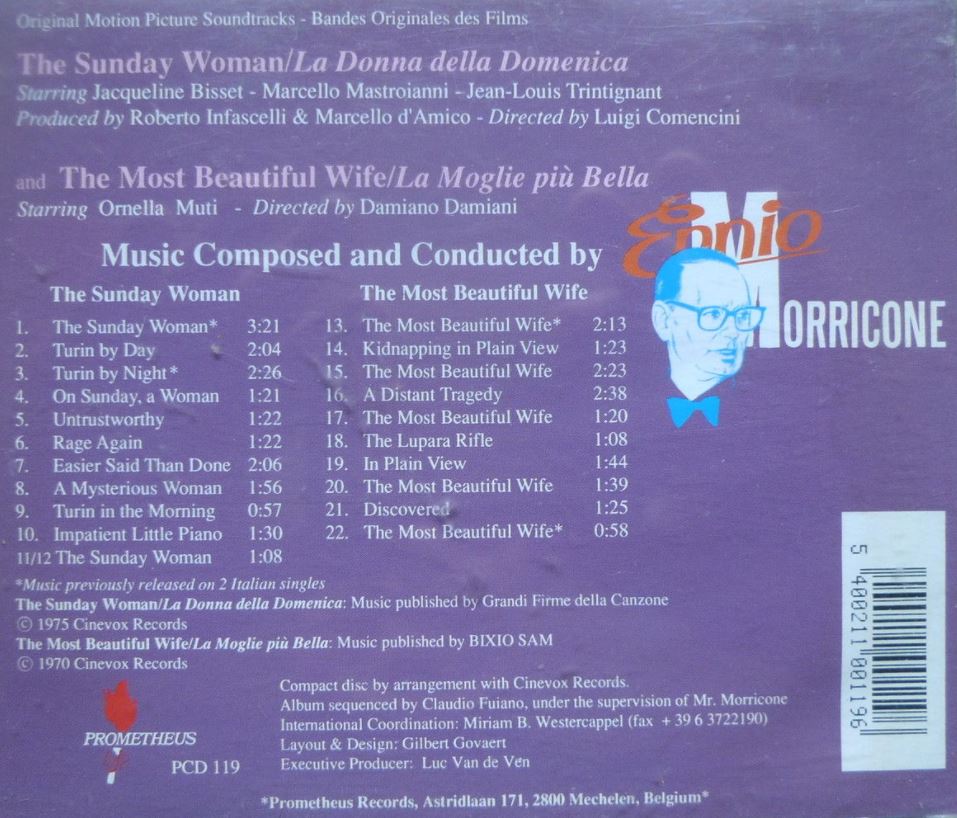 Original Motion Picture Soundtracks - Bandes Originales des Films
The Sunday Woman/La Donna della Domenica
Starring Jacqueline Bisset - Marcello Mastroianni - Jean-Louis Trintignant
Produced by Roberto Infascelli & Marcello d'Amico - Directed by Luigi Comencini
and The Most Beautiful Wife/La Moglie più Bella
Starring Ornella Muti - Directed by Damiano Damiani
Music Composed and Conducted by
Ennio
MORRICONE
The Sunday Woman
1. The Sunday Woman* 3:21
2. Turin by Day 2:04
3. Turin by Night* 2:26
4. On Sunday, a Woman 1:21
5. Untrustworthy 1:22
6. Rage Again 1:22
7. Easier Said Than Done 2:06
8. A Mysterious Woman 1:56
9. Turin in the Morning 0:57
10. Impatient Little Piano 1:30
11/12 The Sunday Woman 1:08
The Most Beautiful Wife
13. The Most Beautiful Wife* 2:13
14. Kidnapping in Plain View 1:23
15. The Most Beautiful Wife 2:23
16. A Distant Tragedy 2:38
17. The Most Beautiful Wife 1:20
18. The Lupara Rifle 1:08
19. In Plain View 1:44
20. The Most Beautiful Wife 1:39
21. Discovered 1:25
22. The Most Beautiful Wife* 0:58
*Music previously released on 2 Italian singles
The Sunday Woman/La Donna della Domenica: Music published by Grandi Firme della Canzone
© 1975 Cinevox Records
The Most Beautiful Wife/La Moglie più Bella: Music published by BIXIO SAM
© 1970 Cinevox Records
PROMETHEUS
PCD 119
Compact disc by arrangement with Cinevox Records.
Album sequenced by Claudio Fuiano, under the supervision of Mr. Morricone
International Coordination: Miriam B. Westercappel (fax + 39 6 3722190)
Layout & Design: Gilbert Govaert
Executive Producer: Luc Van de Ven
*Prometheus Records, Astridlaan 171, 2800 Mechelen, Belgium*
5 400211 001196